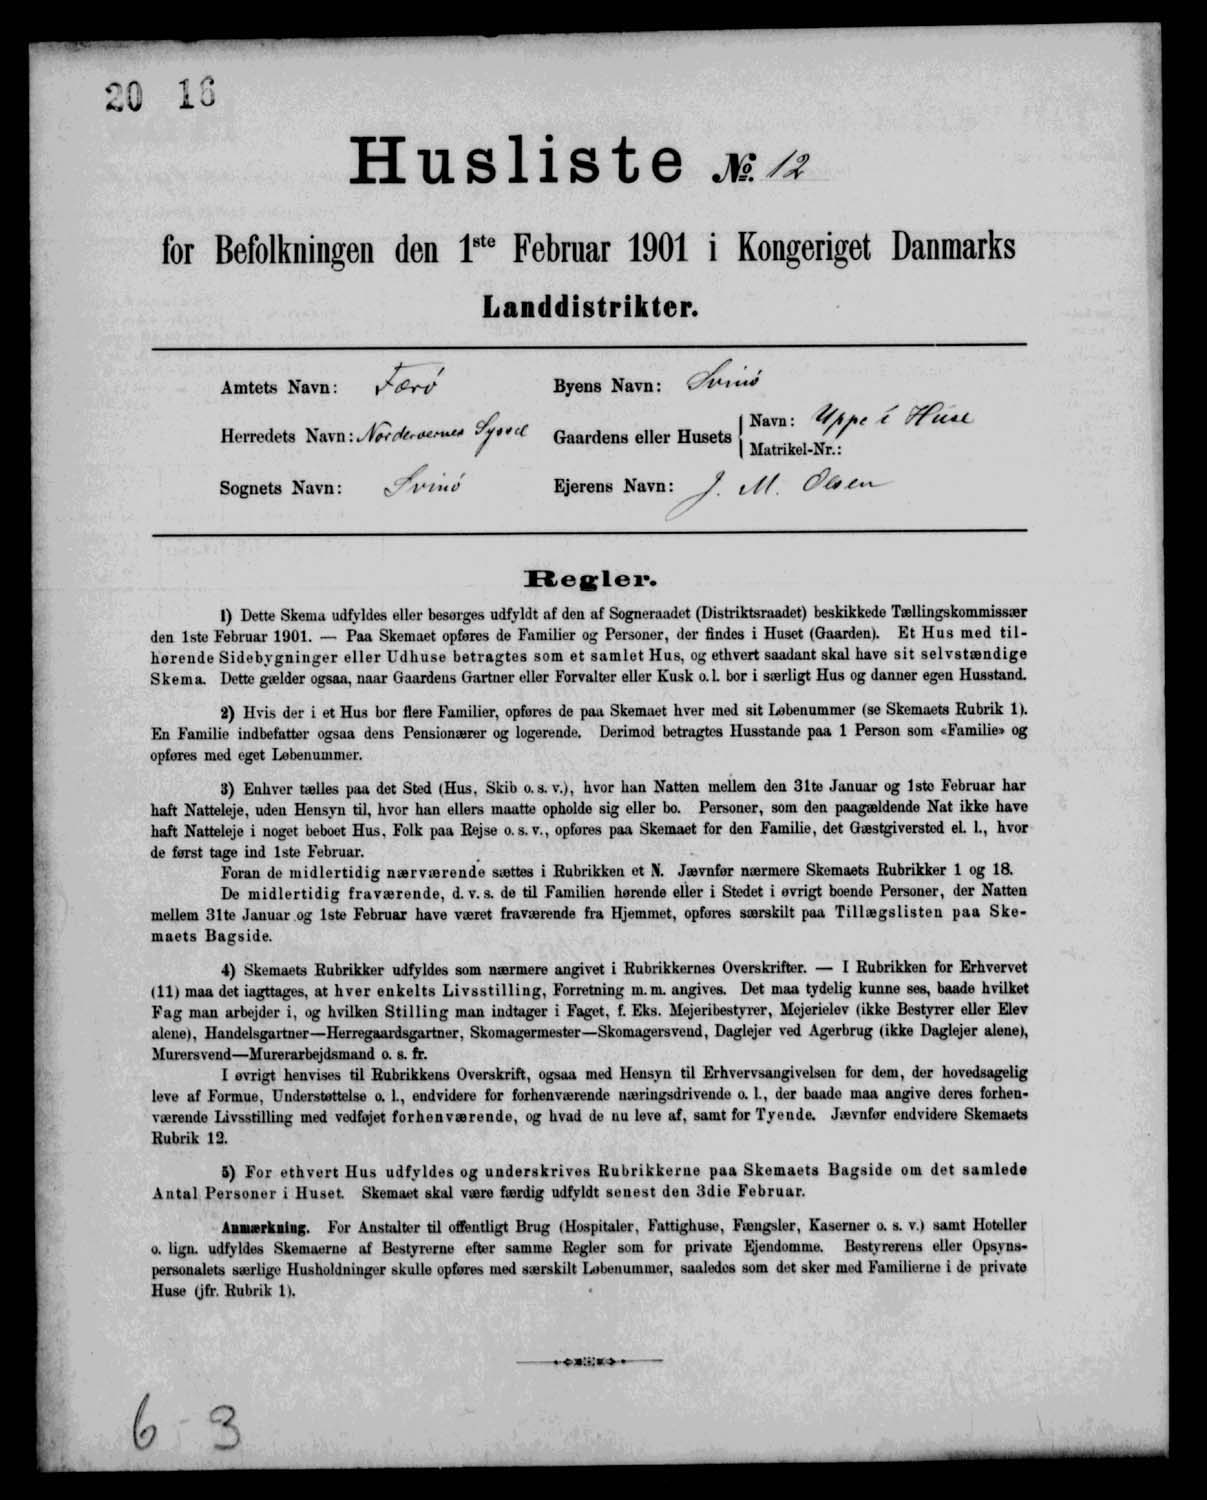 20 16
Husliste No. 12
for Befolkningen den 1ste Februar 1901 i Kongeriget Danmarks
Landdistrikter.
Amtets Navn: Færö
Byens Navn: Svinö
Herredets Navn: Norderøernes Syssel
Gaardens eller Husets
Navn: Uppe í Huse
Matrikel-Nr.:
Sognets Navn: Svinö
Ejerens Navn: J. M. Olsen
Regler.
1) Dette Skema udfyldes eller besørges udfyldt af den af Sogneraadet (Distriktsraadet) beskikkede Tællingskommissær
den 1ste Februar 1901. — Paa Skemaet opføres de Familier og Personer, der findes i Huset (Gaarden). Et Hus med til-
hørende Sidebygninger eller Udhuse betragtes som et samlet Hus, og ethvert saadant skal have sit selvstændige
Skema. Dette gælder ogsaa, naar Gaardens Gartner eller Forvalter eller Kusk o. l. bor i særligt Hus og danner egen Husstand.
2) Hvis der i et Hus bor flere Familier, opføres de paa Skemaet hver med sit Løbenummer (se Skemaets Rubrik 1).
En Familie indbefatter ogsaa dens Pensionærer og logerende. Derimod betragtes Husstande paa 1 Person som «Familie» og
opføres med eget Løbenummer.
3) Enhver tælles paa det Sted (Hus, Skib o. s. v.), hvor han Natten mellem den 31te Januar og 1ste Februar har
haft Natteleje, uden Hensyn til, hvor han ellers maatte opholde sig eller bo. Personer, som den paagældende Nat ikke have
haft Natteleje i noget beboet Hus, Folk paa Rejse o. s. v., opføres paa Skemaet for den Familie, det Gæstgiversted el. l., hvor
de først tage ind 1ste Februar.
Foran de midlertidig nærværende sættes i Rubrikken et N. Jævnfør nærmere Skemaets Rubrikker 1 og 18.
De midlertidig fraværende, d. v. s. de til Familien hørende eller i Stedet i øvrigt boende Personer, der Natten
mellem 31te Januar og 1ste Februar have været fraværende fra Hjemmet, opføres særskilt paa Tillægslisten paa Ske-
maets Bagside.
4) Skemaets Rubrikker udfyldes som nærmere angivet i Rubrikkernes Overskrifter. — I Rubrikken for Erhvervet
(11) maa det iagttages, at hver enkelts Livsstilling, Forretning m. m. angives. Det maa tydelig kunne ses, baade hvilket
Fag man arbejder i, og hvilken Stilling man indtager i Faget, f. Eks. Mejeribestyrer, Mejerielev (ikke Bestyrer eller Elev
alene), Handelsgartner—Herregaardsgartner, Skomagermester—Skomagersvend, Daglejer ved Agerbrug (ikke Daglejer alene),
Murersvend—Murerarbejdsmand o. s. fr.
I øvrigt henvises til Rubrikkens Overskrift, ogsaa med Hensyn til Erhvervsangivelsen for dem, der hovedsagelig
leve af Formue, Understøttelse o. l., endvidere for forhenværende næringsdrivende o. l., der baade maa angive deres forhen-
værende Livsstilling med vedføjet forhenværende, og hvad de nu leve af, samt for Tyende. Jævnfør endvidere Skemaets
Rubrik 12.
5) For ethvert Hus udfyldes og underskrives Rubrikkerne paa Skemaets Bagside om det samlede
Antal Personer i Huset. Skemaet skal være færdig udfyldt senest den 3die Februar.
Anmærkning. For Anstalter til offentligt Brug (Hospitaler, Fattighuse, Fængsler, Kaserner o. s. v.) samt Hoteller
o. lign. udfyldes Skemaerne af Bestyrerne efter samme Regler som for private Ejendomme. Bestyrerens eller Opsyns-
personalets særlige Husholdninger skulle opføres med særskilt Løbenummer, saaledes som det sker med Familierne i de private
Huse (jfr. Rubrik 1).
6 - 3